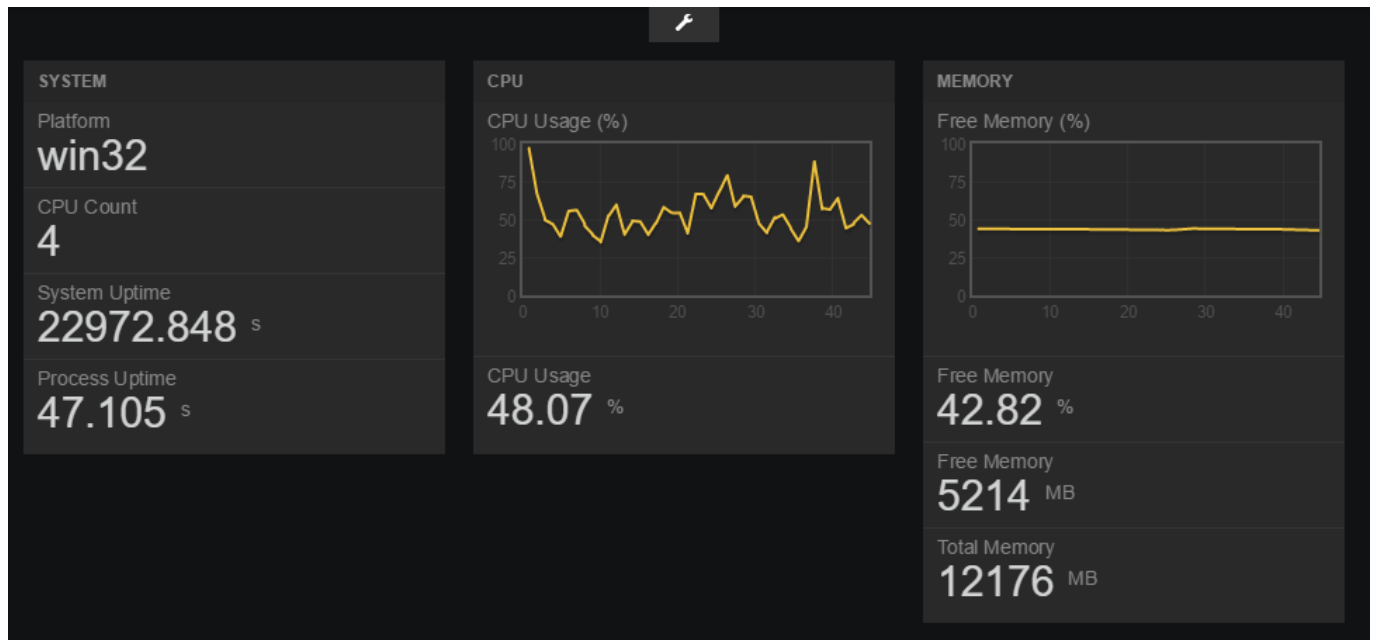 SYSTEM
Platform
win32
CPU Count
4
System Uptime
22972.848 s
Process Uptime
47.105 s
CPU
CPU Usage (%)
100
75
50
25
0
0 10 20 30 40
CPU Usage
48.07 %
MEMORY
Free Memory (%)
100
75
50
25
0
0 10 20 30 40
Free Memory
42.82 %
Free Memory
5214 MB
Total Memory
12176 MB